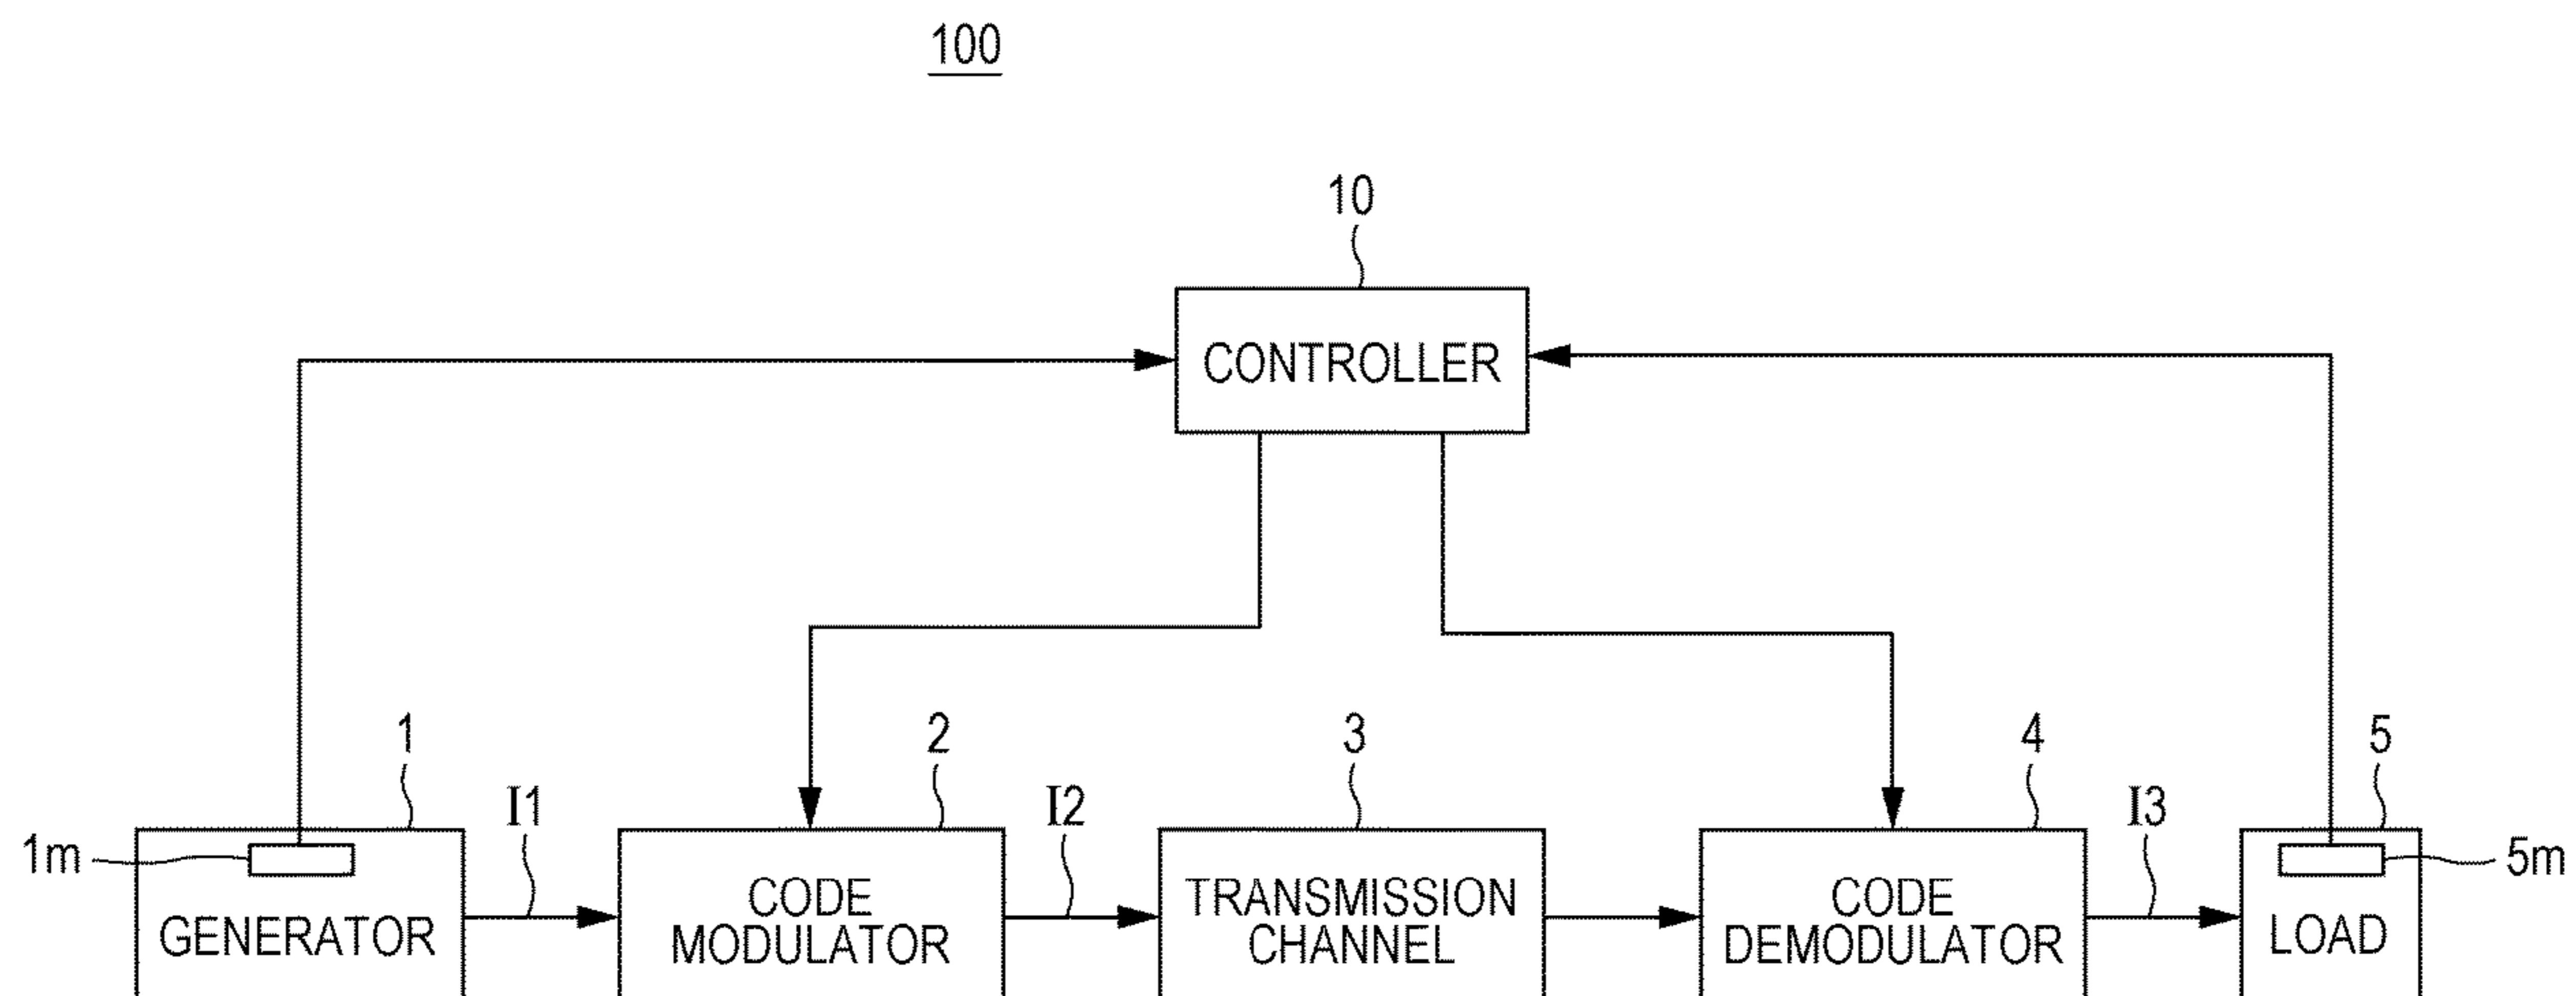 100
10
CONTROLLER
1
2
3
4
5
I1
I2
I3
1m
5m
GENERATOR
CODE
MODULATOR
TRANSMISSION
CHANNEL
CODE
DEMODULATOR
LOAD